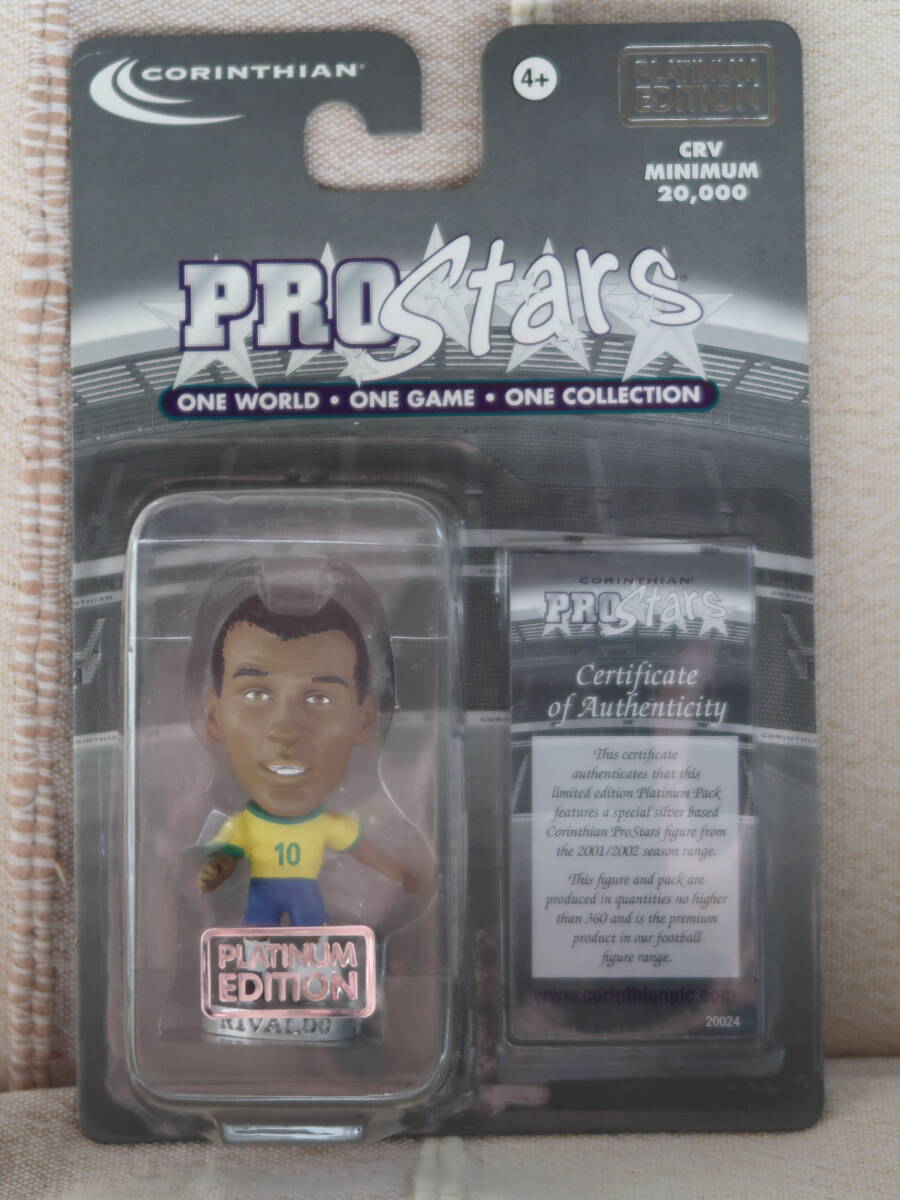 CORINTHIAN®
4+
PLATINUM
EDITION
CRV
MINIMUM
20,000
PROStars®
ONE WORLD • ONE GAME • ONE COLLECTION
CORINTHIAN®
PROStars
Certificate
of Authenticity
This certificate
authenticates that this
limited edition Platinum Pack
features a special silver based
Corinthian ProStars figure from
the 2001/2002 season range.
This figure and pack are
produced in quantities no higher
than 360 and is the premium
product in our football
figure range.
www.corinthianpic.com
20024
10
PLATINUM
EDITION
RIVALDO